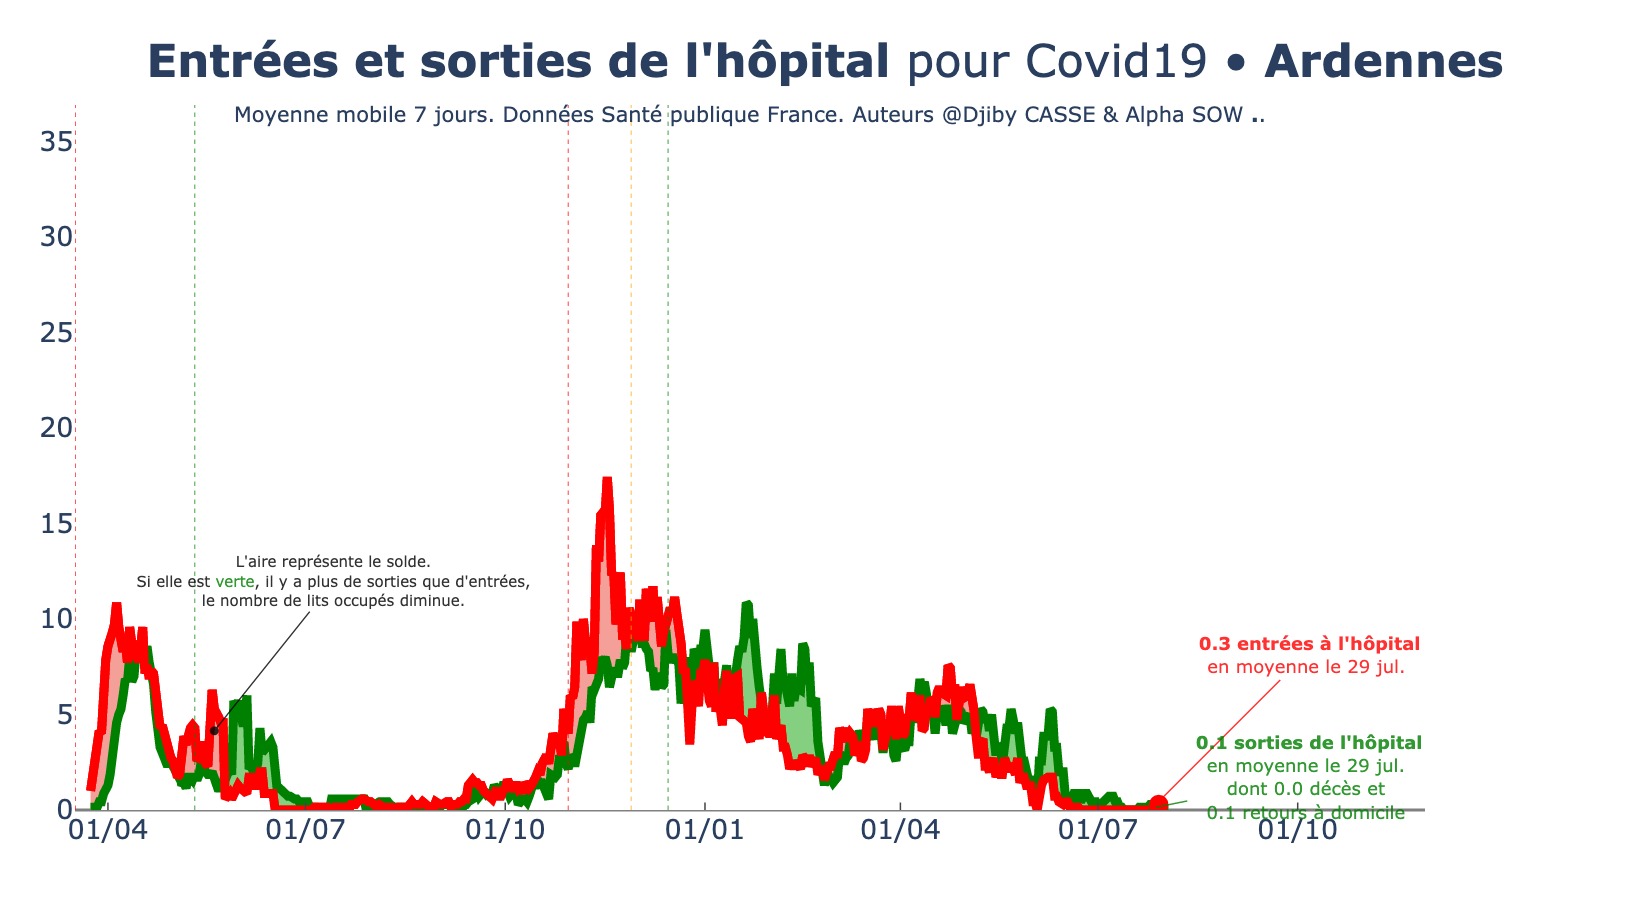 Entrées et sorties de l'hôpital pour Covid19 • Ardennes
Moyenne mobile 7 jours. Données Santé publique France. Auteurs @Djiby CASSE & Alpha SOW ..
35
30
25
20
15
10
5
0
L'aire représente le solde.
Si elle est verte, il y a plus de sorties que d'entrées,
le nombre de lits occupés diminue.
0.3 entrées à l'hôpital
en moyenne le 29 jul.
0.1 sorties de l'hôpital
en moyenne le 29 jul.
dont 0.0 décès et
0.1 retours à domicile
01/04
01/07
01/10
01/01
01/04
01/07
01/10